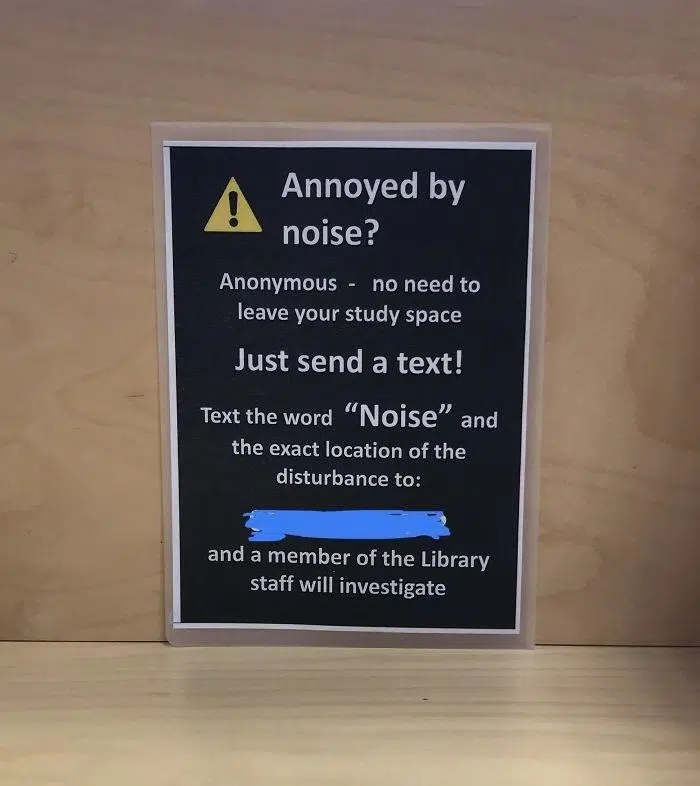 Annoyed by
noise?
Anonymous - no need to
leave your study space
Just send a text!
Text the word “Noise” and
the exact location of the
disturbance to:
and a member of the Library
staff will investigate